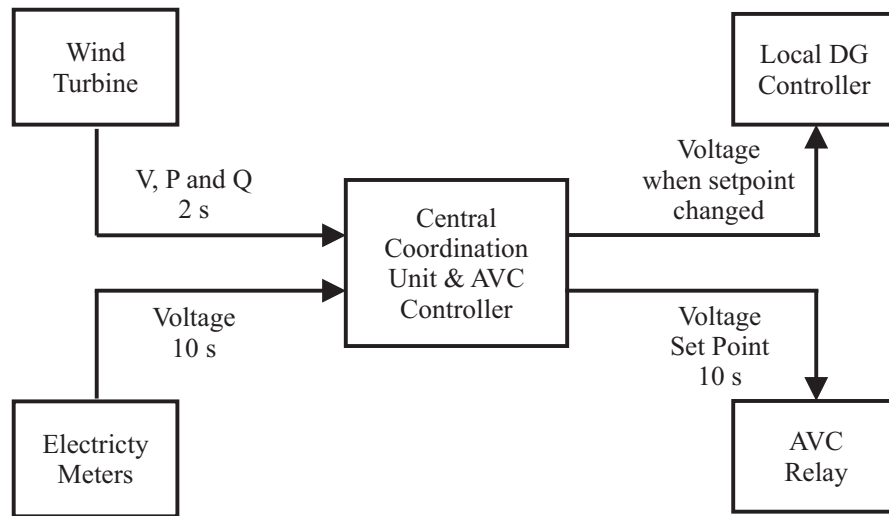 Wind
Turbine
V, P and Q
2 s
Electricty
Meters
Voltage
10 s
Central
Coordination
Unit & AVC
Controller
Local DG
Controller
Voltage
when setpoint
changed
Voltage
Set Point
10 s
AVC
Relay